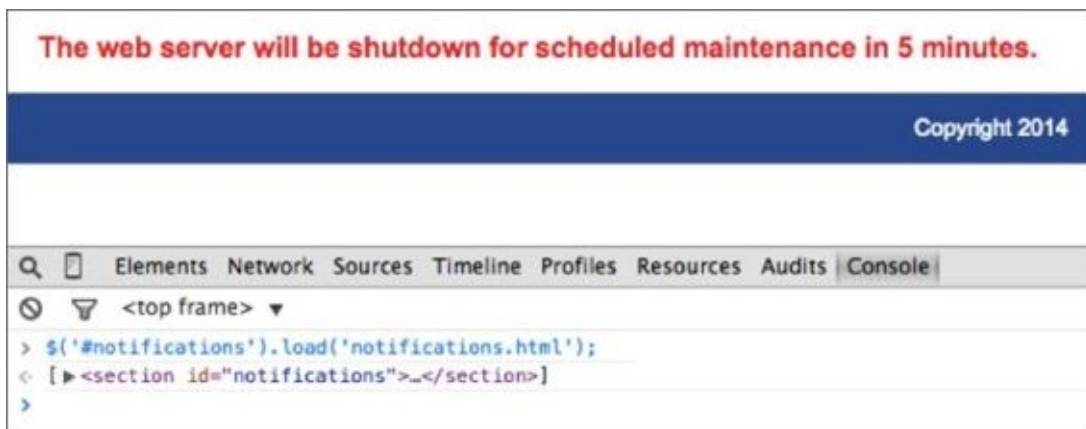 The web server will be shutdown for scheduled maintenance in 5 minutes.
Copyright 2014
Elements Network Sources Timeline Profiles Resources Audits Console
<top frame> ▼
> $('#notifications').load('notifications.html');
<· [▶<section id="notifications">…</section>]
>